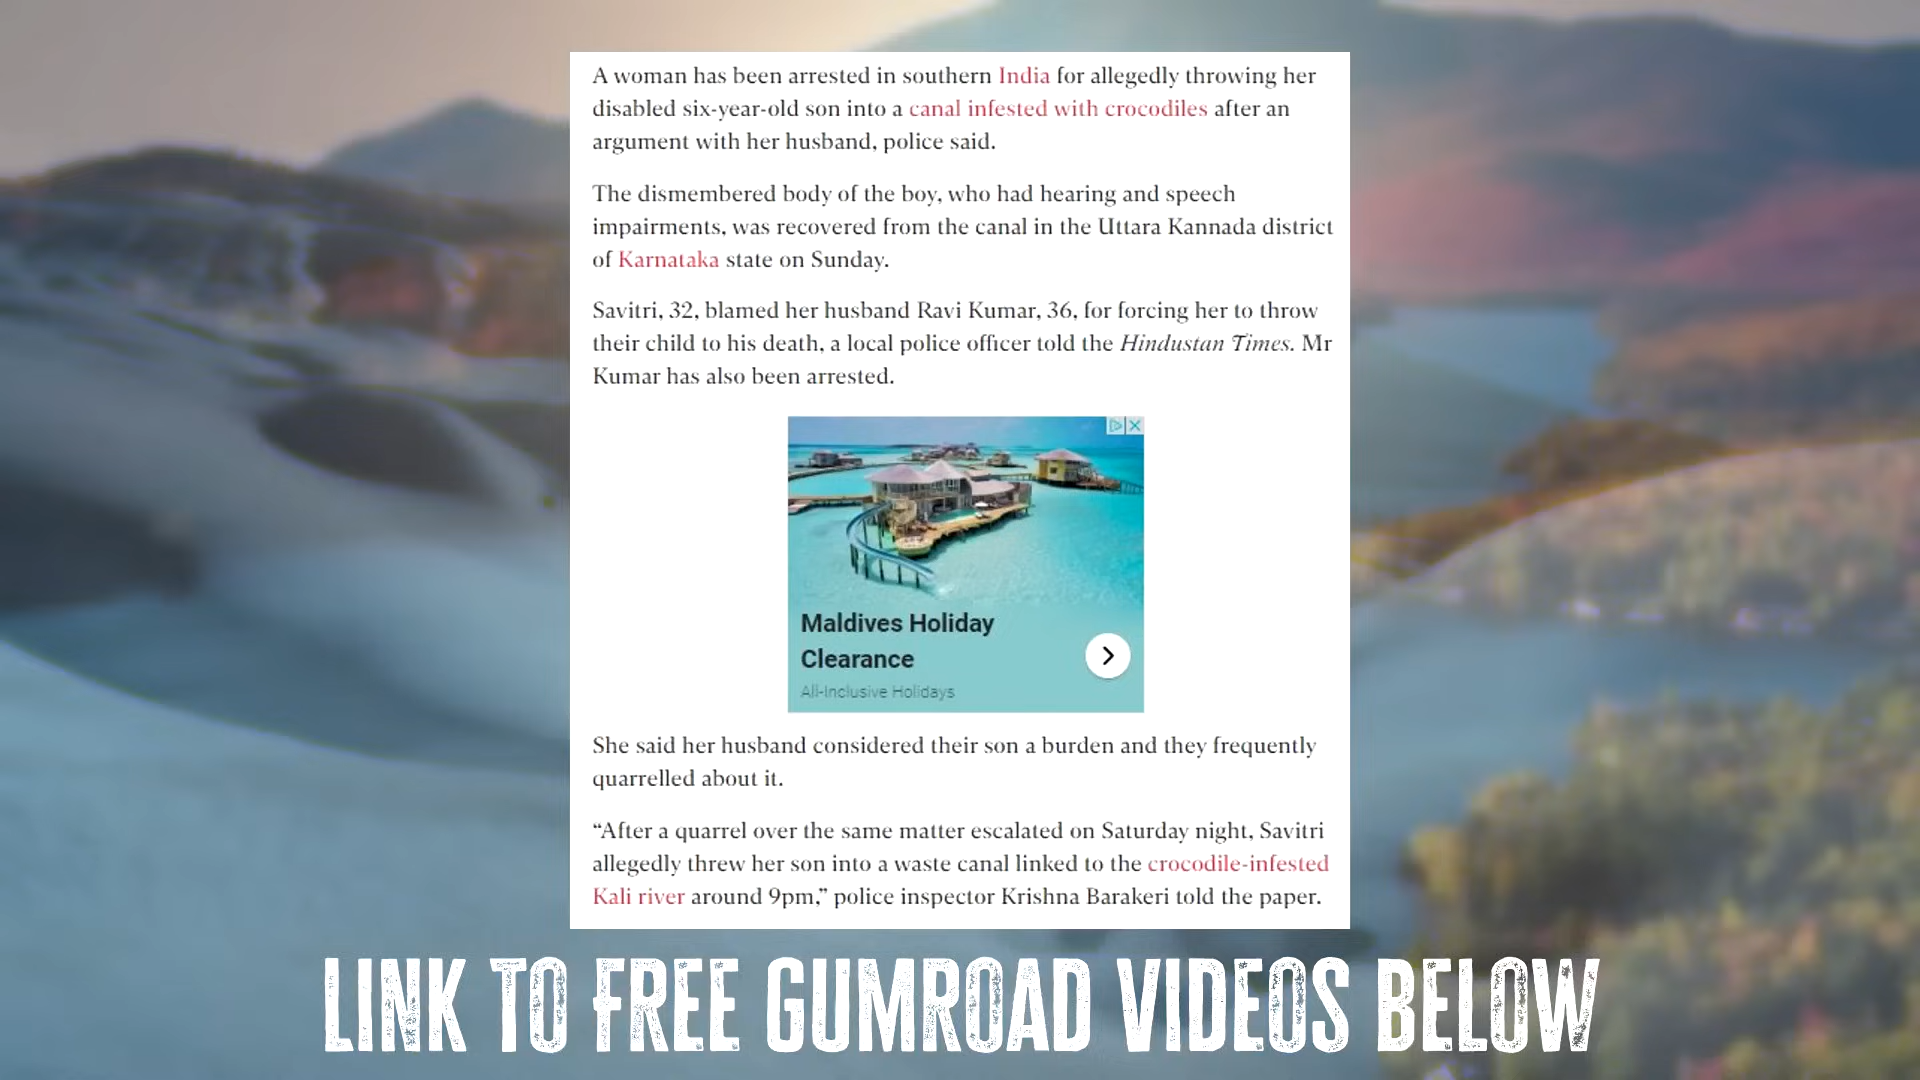 A woman has been arrested in southern India for allegedly throwing her
disabled six-year-old son into a canal infested with crocodiles after an
argument with her husband, police said.
The dismembered body of the boy, who had hearing and speech
impairments, was recovered from the canal in the Uttara Kannada district
of Karnataka state on Sunday.
Savitri, 32, blamed her husband Ravi Kumar, 36, for forcing her to throw
their child to his death, a local police officer told the Hindustan Times. Mr
Kumar has also been arrested.
Maldives Holiday
Clearance
All-Inclusive Holidays
She said her husband considered their son a burden and they frequently
quarrelled about it.
“After a quarrel over the same matter escalated on Saturday night, Savitri
allegedly threw her son into a waste canal linked to the crocodile-infested
Kali river around 9pm,” police inspector Krishna Barakeri told the paper.
LINK TO FREE GUMROAD VIDEOS BELOW